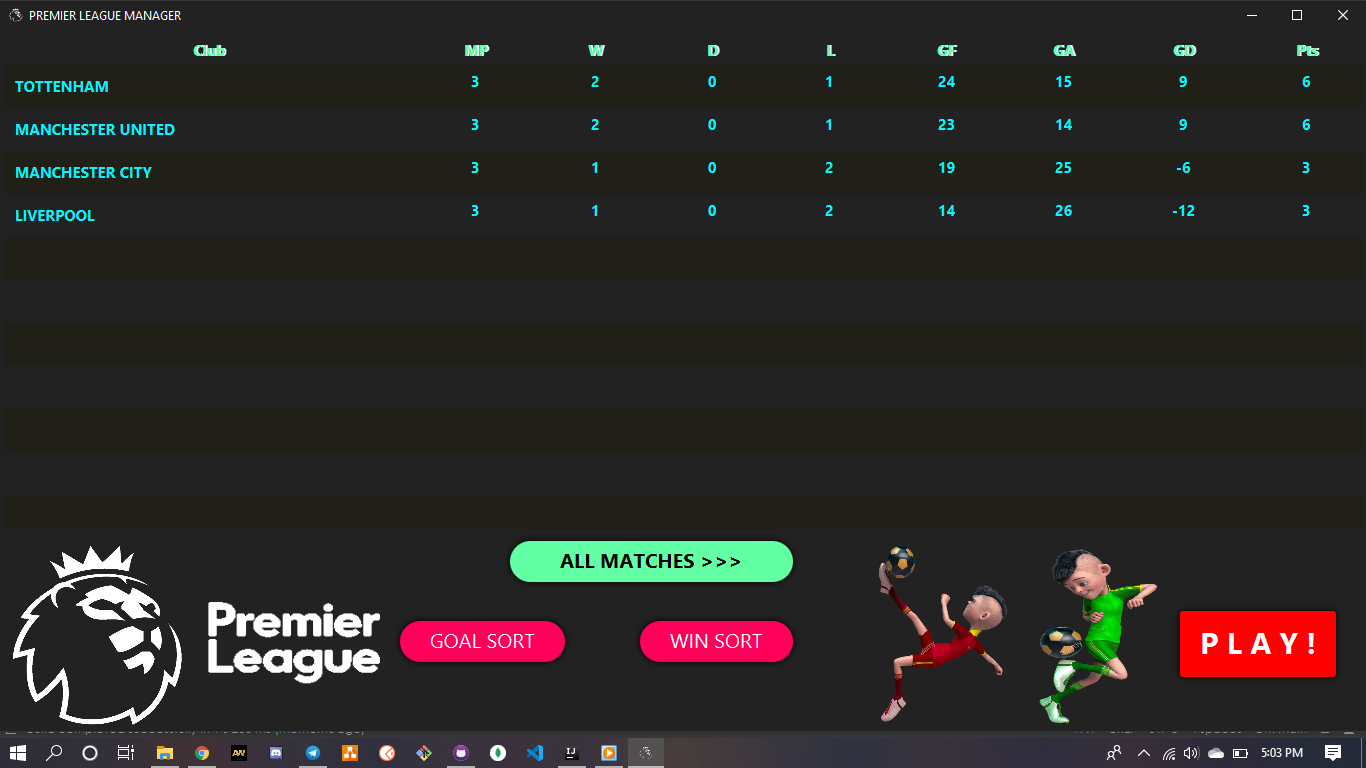 PREMIER LEAGUE MANAGER
Club MP W D L GF GA GD Pts
TOTTENHAM 3 2 0 1 24 15 9 6
MANCHESTER UNITED 3 2 0 1 23 14 9 6
MANCHESTER CITY 3 1 0 2 19 25 -6 3
LIVERPOOL 3 1 0 2 14 26 -12 3
ALL MATCHES >>>
Premier
League
GOAL SORT
WIN SORT
PLAY!
AW
IJ
5:03 PM